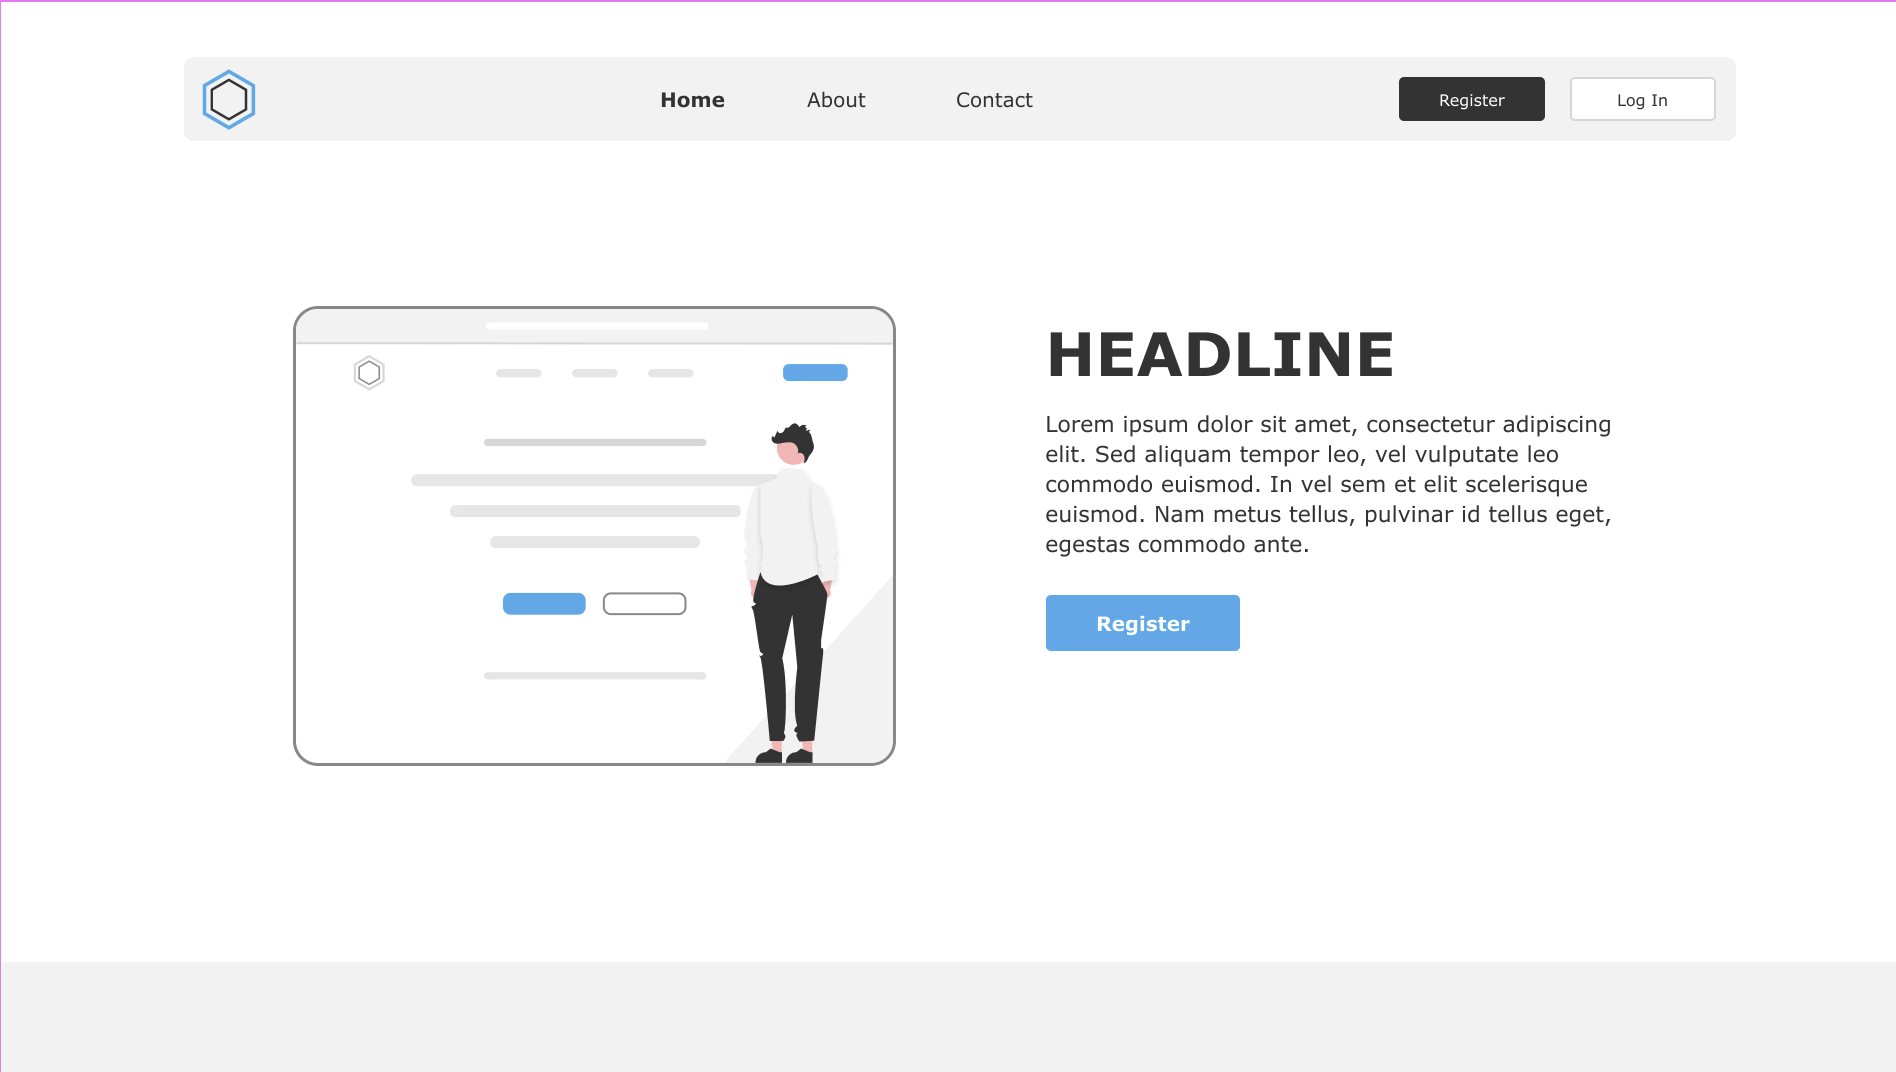 Home
About
Contact
Register
Log In
HEADLINE
Lorem ipsum dolor sit amet, consectetur adipiscing
elit. Sed aliquam tempor leo, vel vulputate leo
commodo euismod. In vel sem et elit scelerisque
euismod. Nam metus tellus, pulvinar id tellus eget,
egestas commodo ante.
Register